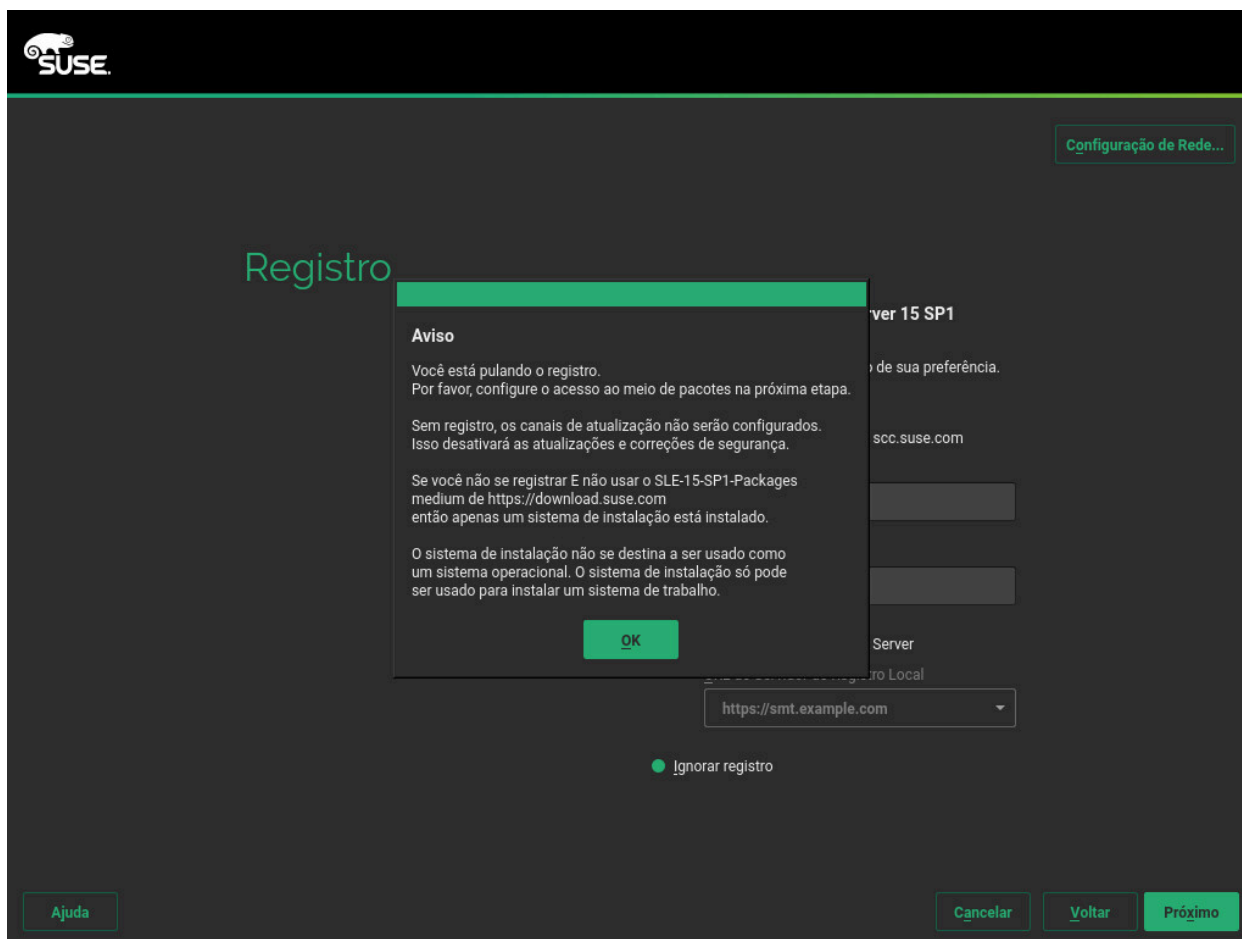 SUSE.
Configuração de Rede...
Registro
ver 15 SP1
Aviso
Você está pulando o registro.
Por favor, configure o acesso ao meio de pacotes na próxima etapa.
de sua preferência.
Sem registro, os canais de atualização não serão configurados.
Isso desativará as atualizações e correções de segurança.
scc.suse.com
Se você não se registrar E não usar o SLE-15-SP1-Packages
medium de https://download.suse.com
então apenas um sistema de instalação está instalado.
O sistema de instalação não se destina a ser usado como
um sistema operacional. O sistema de instalação só pode
ser usado para instalar um sistema de trabalho.
OK
Server
Local
https://smt.example.com
Ignorar registro
Ajuda
Cancelar
Voltar
Próximo